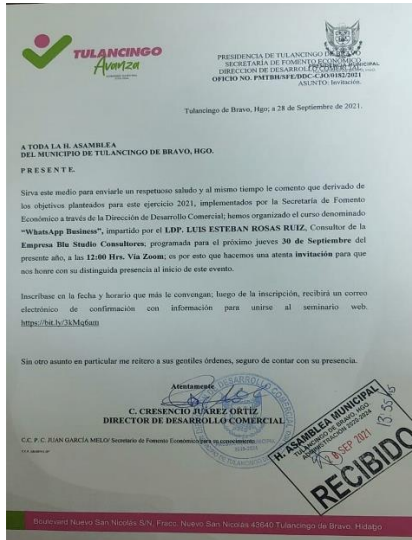 TULANCINGO
Avanza
PRESIDENCIA DE TULANCINGO DE BRAVO
SECRETARÍA DE FOMENTO ECONÓMICO
DIRECCION DE DESARROLLO COMERCIAL
OFICIO NO. PMTBH/SFE/DDC-CJO/0182/2021
ASUNTO: Invitación.
Tulancingo de Bravo, Hgo; a 28 de Septiembre de 2021.
A TODA LA H. ASAMBLEA
DEL MUNICIPIO DE TULANCINGO DE BRAVO, HGO.
P R E S E N T E.
Sirva este medio para enviarle un respetuoso saludo y al mismo tiempo le comento que derivado de
los objetivos planteados para este ejercicio 2021, implementados por la Secretaría de Fomento
Económico a través de la Dirección de Desarrollo Comercial; hemos organizado el curso denominado
“WhatsApp Business”, impartido por el LDP. LUIS ESTEBAN ROSAS RUIZ, Consultor de la
Empresa Blu Studio Consultores; programada para el próximo jueves 30 de Septiembre del
presente año, a las 12:00 Hrs. Vía Zoom; es por esto que hacemos una atenta invitación para que
nos honre con su distinguida presencia al inicio de este evento.
Inscríbase en la fecha y horario que más le convengan; luego de la inscripción, recibirá un correo
electrónico de confirmación con información para unirse al seminario web.
https://bit.ly/3kMq6um
Sin otro asunto en particular me reitero a sus gentiles órdenes, seguro de contar con su presencia.
Atentamente
C. CRESENCIO JUÁREZ ORTIZ
DIRECTOR DE DESARROLLO COMERCIAL
C.C. P. C. JUAN GARCÍA MELO/ Secretario de Fomento Económico/ Para su conocimiento
H. ASAMBLEA MUNICIPAL
TULANCINGO DE BRAVO, HGO
ADMINISTRACIÓN 2020-2024
28 SEP 2021
RECIBIDO
Boulevard Nuevo San Nicolás S/N, Fracc. Nuevo San Nicolás 43640 Tulancingo de Bravo, Hidalgo